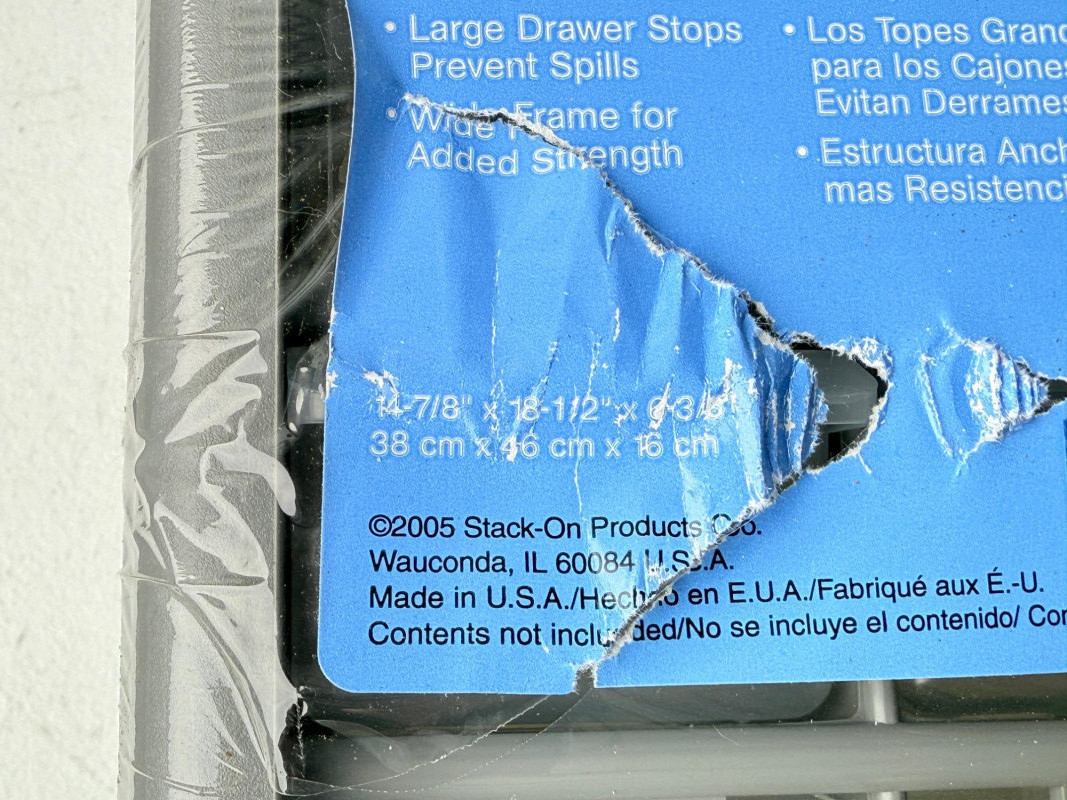 • Large Drawer Stops
Prevent Spills
• Wide Frame for
Added Strength
• Los Topes Grand
para los Cajones
Evitan Derrames
• Estructura Anch
mas Resistenci
14-7/8" x 18-1/2" x 6-3/8"
38 cm x 46 cm x 16 cm
©2005 Stack-On Products Co.
Wauconda, IL 60084 U.S.A.
Made in U.S.A./Hecho en E.U.A./Fabriqué aux É.-U.
Contents not included/No se incluye el contenido/ Con